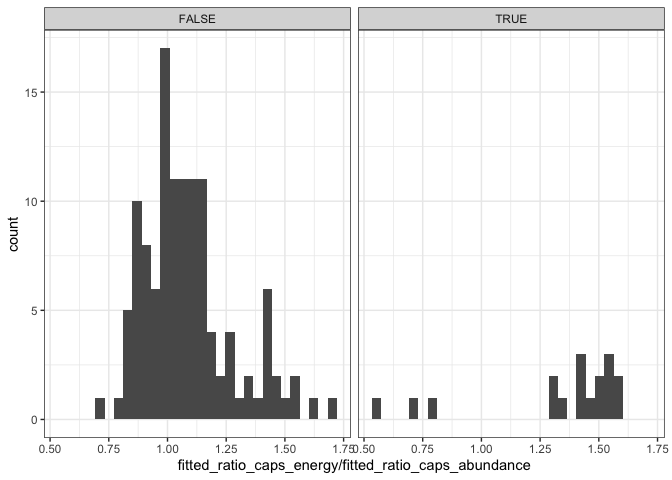 FALSE TRUE
15
10
5
0
count
0.50 0.75 1.00 1.25 1.50 1.75 0.50 0.75 1.00 1.25 1.50 1.75
fitted_ratio_caps_energy/fitted_ratio_caps_abundance